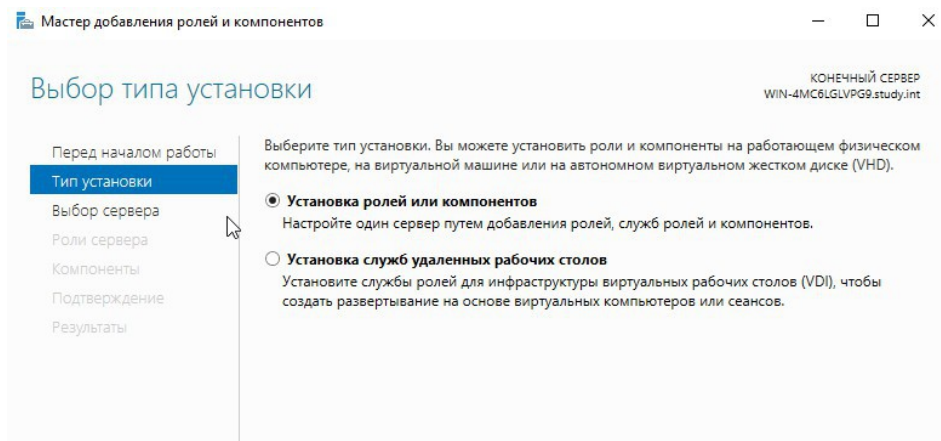 Мастер добавления ролей и компонентов
Выбор типа установки
КОНЕЧНЫЙ СЕРВЕР
WIN-4MC6LGLVPG9.study.int
Перед началом работы
Тип установки
Выбор сервера
Роли сервера
Компоненты
Подтверждение
Результаты
Выберите тип установки. Вы можете установить роли и компоненты на работающем физическом
компьютере, на виртуальной машине или на автономном виртуальном жестком диске (VHD).
Установка ролей или компонентов
Настройте один сервер путем добавления ролей, служб ролей и компонентов.
Установка служб удаленных рабочих столов
Установите службы ролей для инфраструктуры виртуальных рабочих столов (VDI), чтобы
создать развертывание на основе виртуальных компьютеров или сеансов.